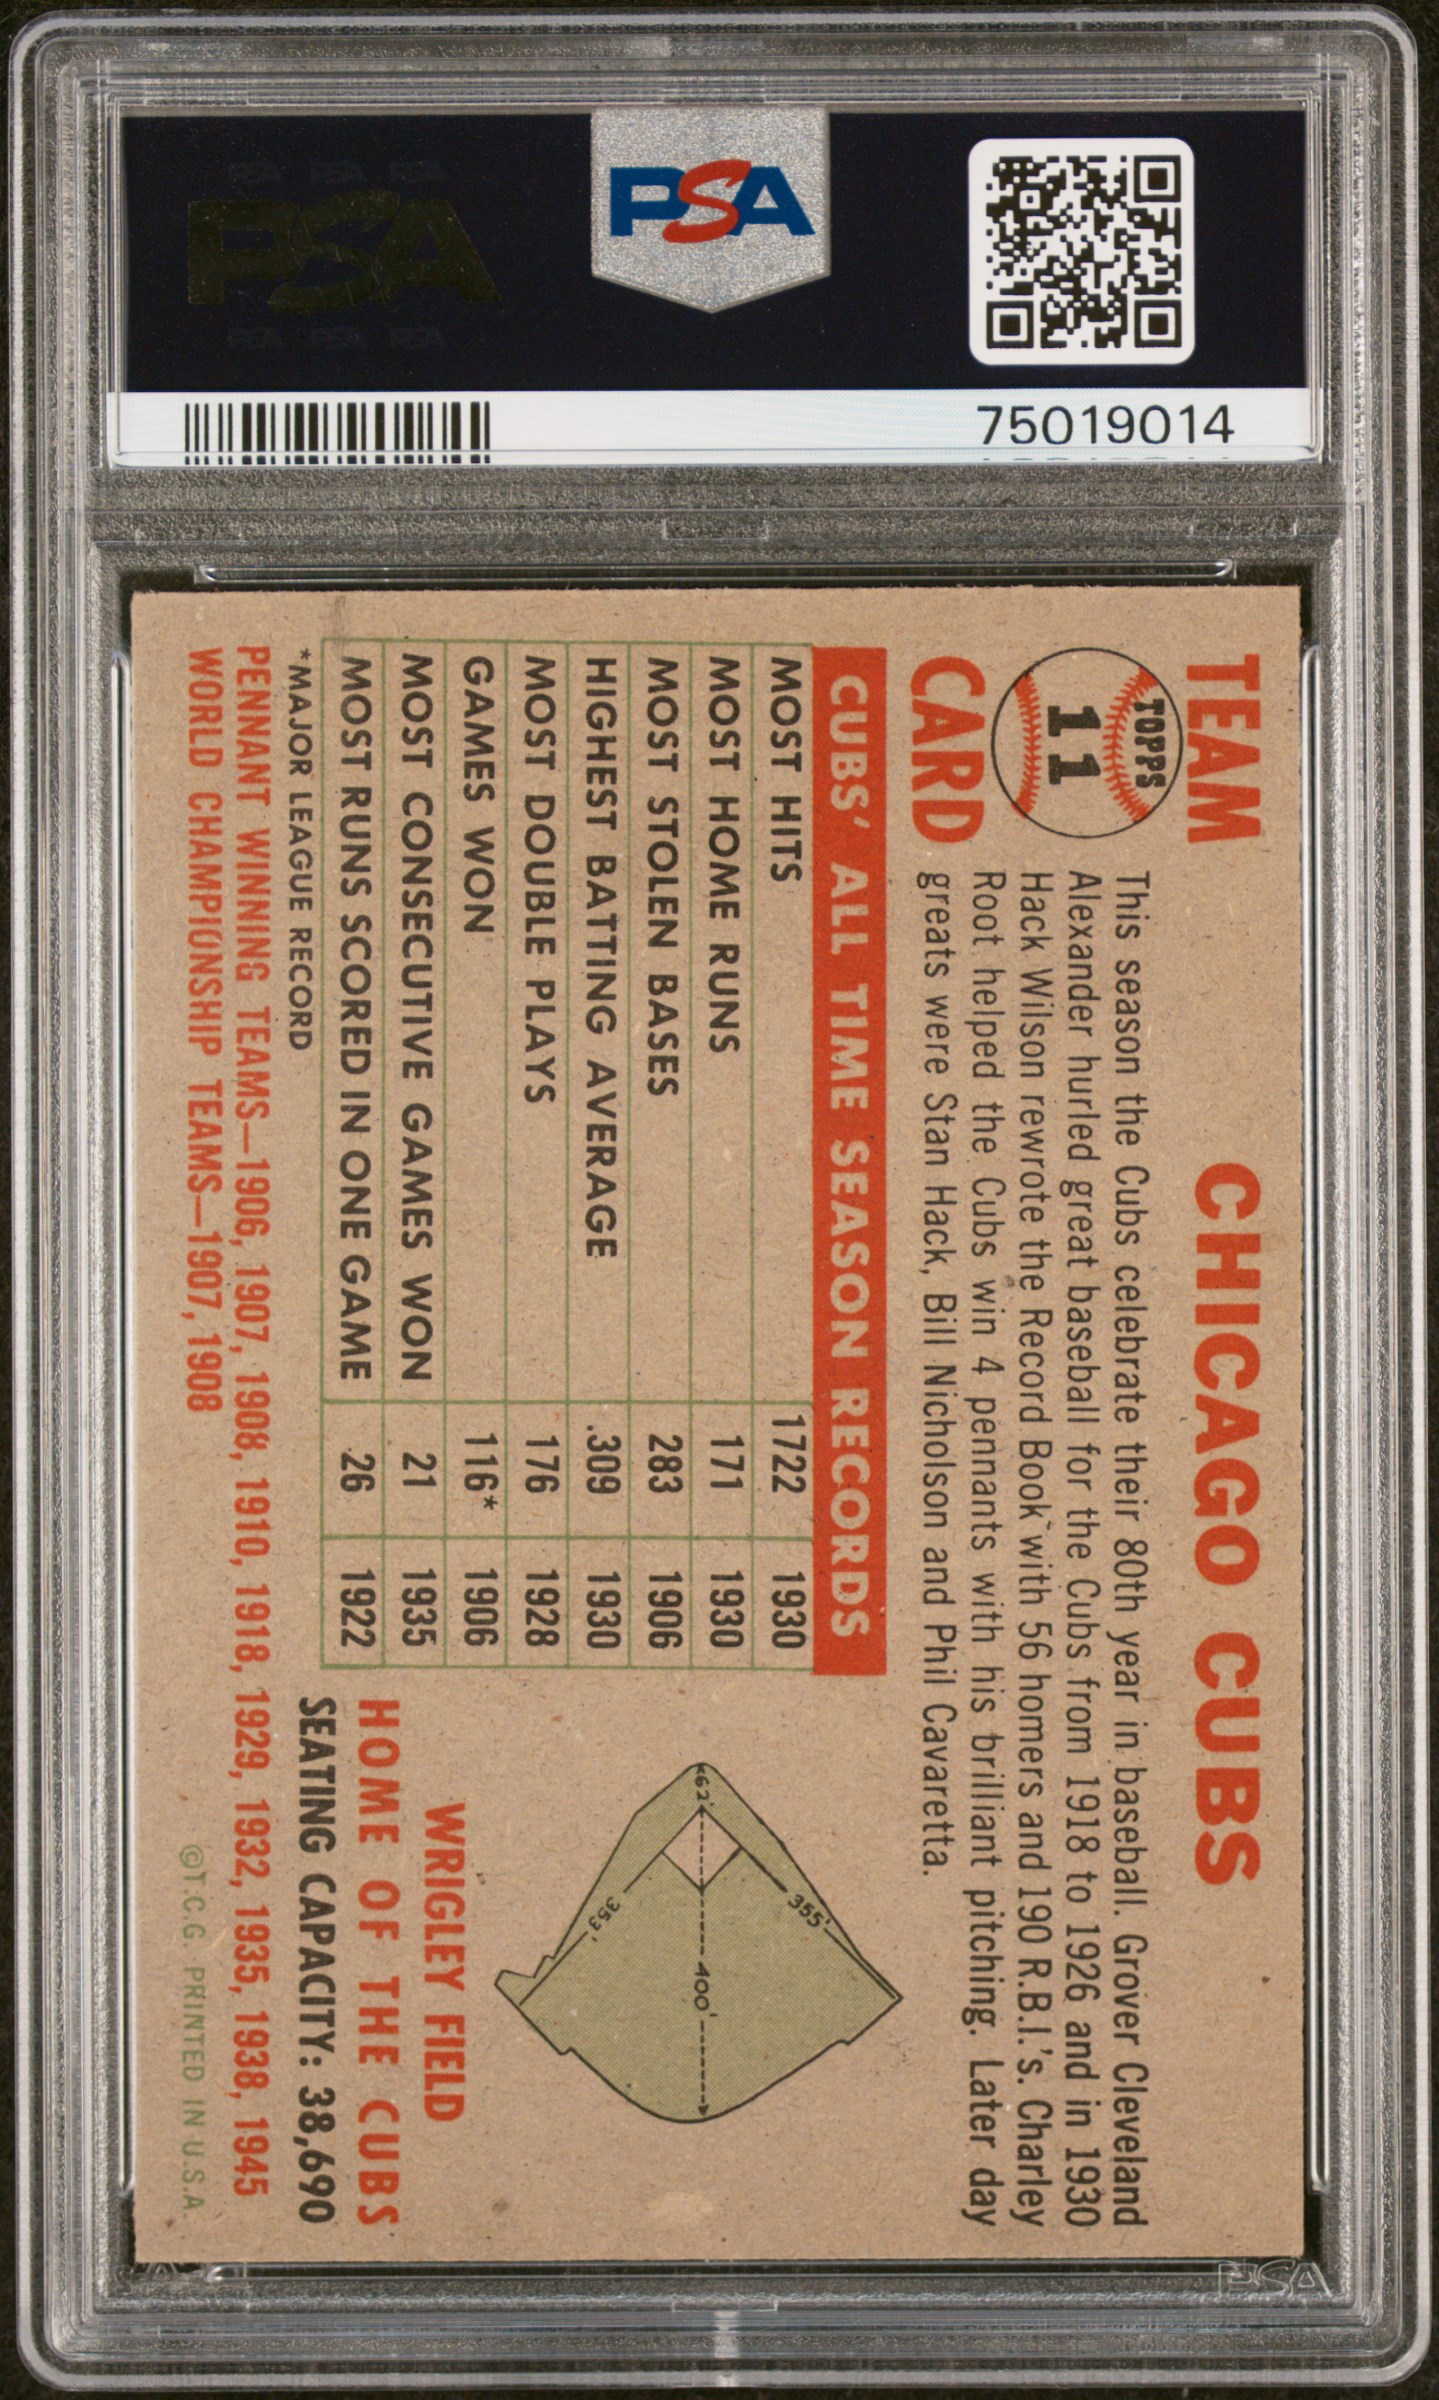 PSA
PSA
75019014
TEAM
TOPPS
11
CARD
CHICAGO CUBS
This season the Cubs celebrate their 80th year in baseball. Grover Cleveland
Alexander hurled great baseball for the Cubs from 1918 to 1926 and in 1930
Hack Wilson rewrote the Record Book with 56 homers and 190 R.B.I.'s. Charley
Root helped the Cubs win 4 pennants with his brilliant pitching. Later day
greats were Stan Hack, Bill Nicholson and Phil Cavaretta.
CUBS' ALL TIME SEASON RECORDS
MOST HITS 1722 1930
MOST HOME RUNS 171 1930
MOST STOLEN BASES 283 1906
HIGHEST BATTING AVERAGE .309 1930
MOST DOUBLE PLAYS 176 1928
GAMES WON 116* 1906
MOST CONSECUTIVE GAMES WON 21 1935
MOST RUNS SCORED IN ONE GAME 26 1922
*MAJOR LEAGUE RECORD
62'
355'
353'
400'
WRIGLEY FIELD
HOME OF THE CUBS
SEATING CAPACITY: 38,690
PENNANT WINNING TEAMS—1906, 1907, 1908, 1910, 1918, 1929, 1932, 1935, 1938, 1945
WORLD CHAMPIONSHIP TEAMS—1907, 1908
©T.C.G. PRINTED IN U.S.A.
PSA